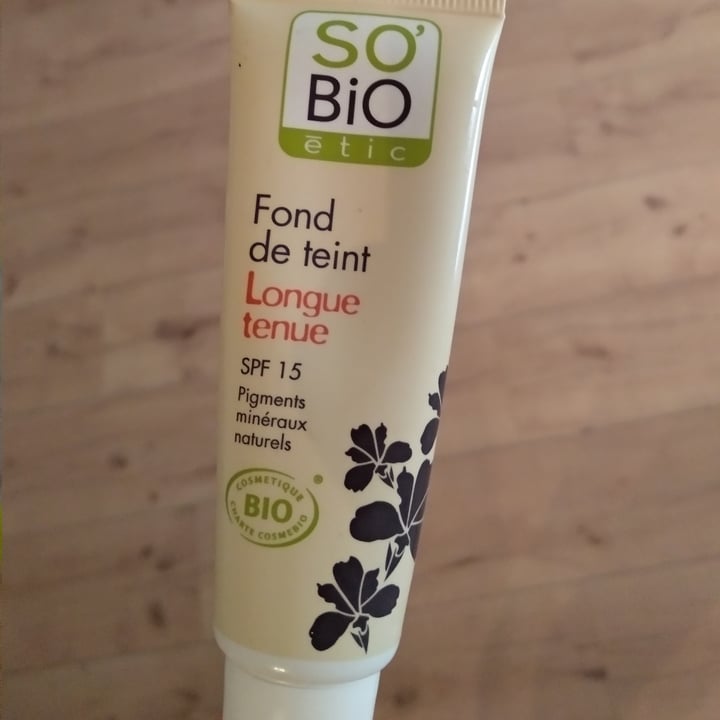 SO'
BiO
ētic
Fond
de teint
Longue
tenue
SPF 15
Pigments
minéraux
naturels
COSMETIQUE
®
BIO
CHARTE COSMEBIO